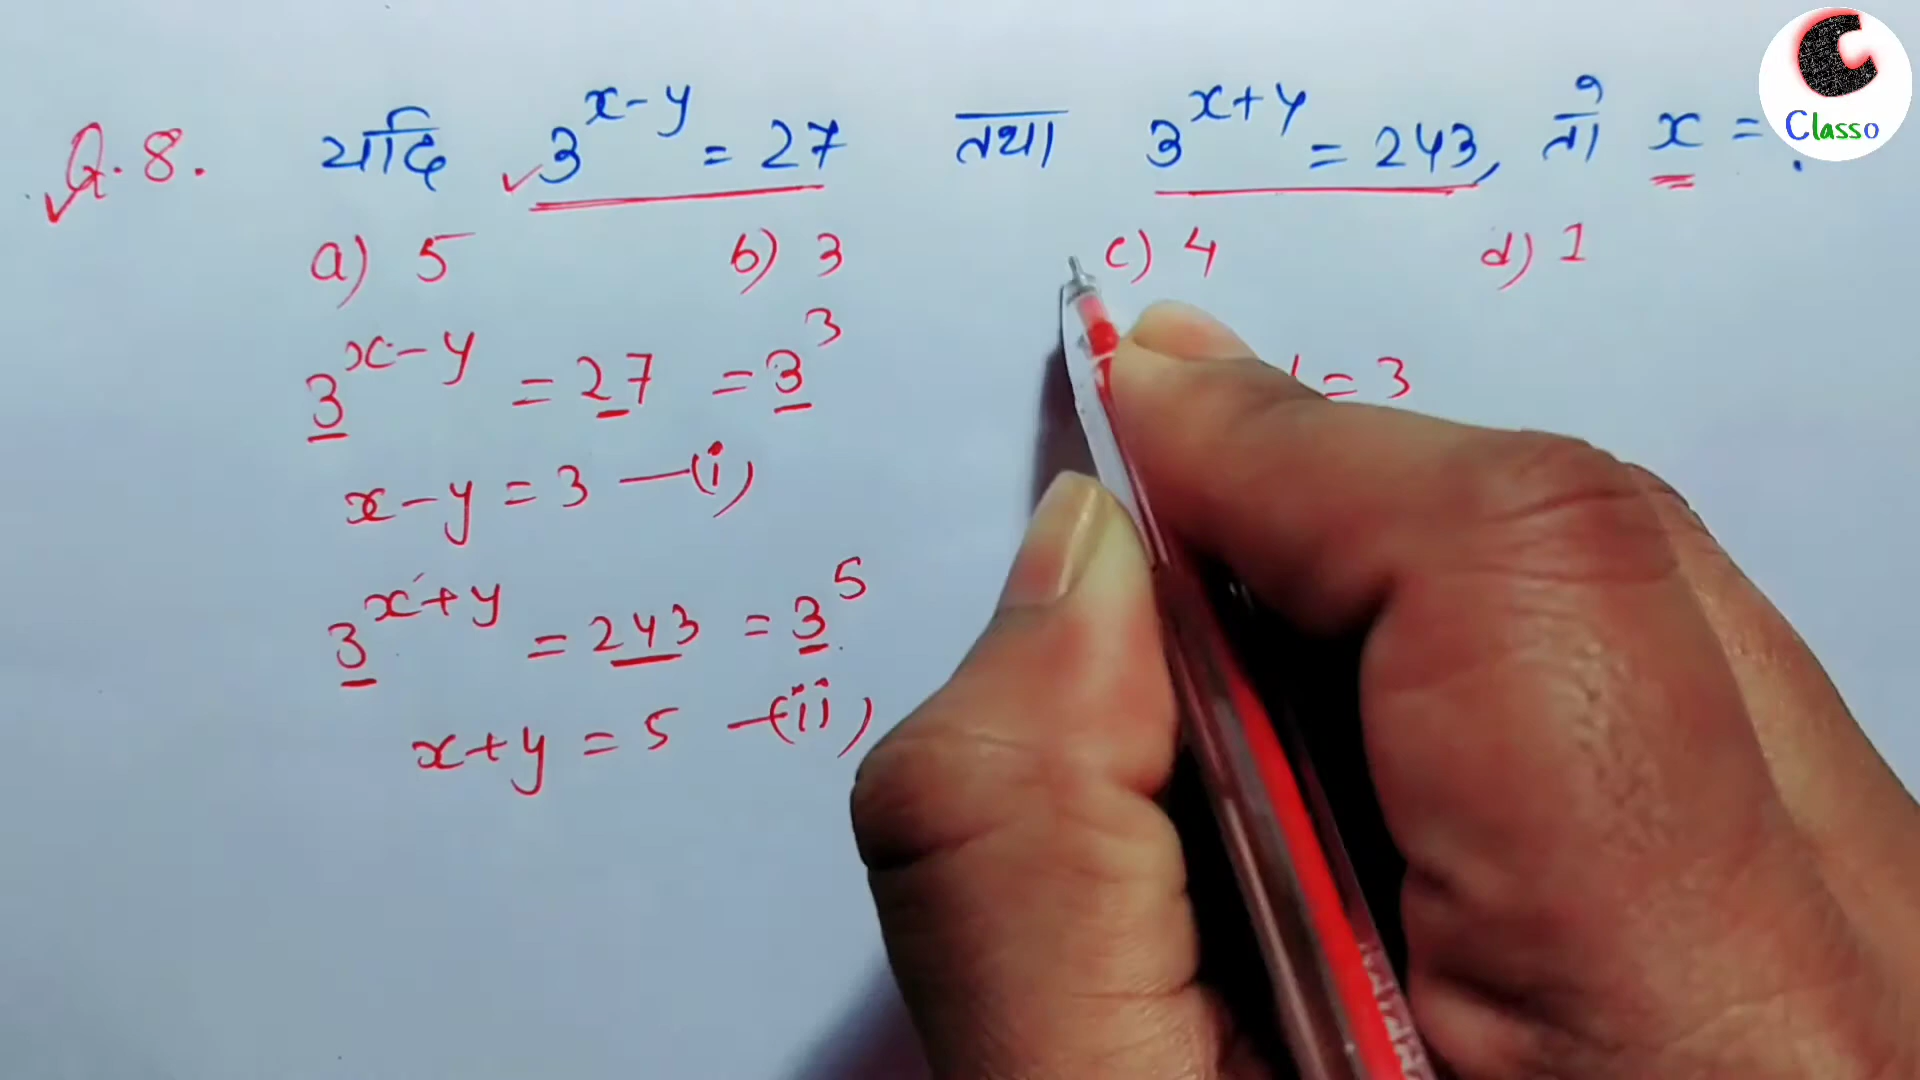 Q.8. यदि 3^{x-y} = 27 तथा 3^{x+y} = 243, तो x =
a) 5 b) 3 c) 4 d) 1
3^{x-y} = 27 = 3^3
= 3
x-y = 3 —(i)
3^{x+y} = 243 = 3^5
x+y = 5 —(ii)
C
Classo